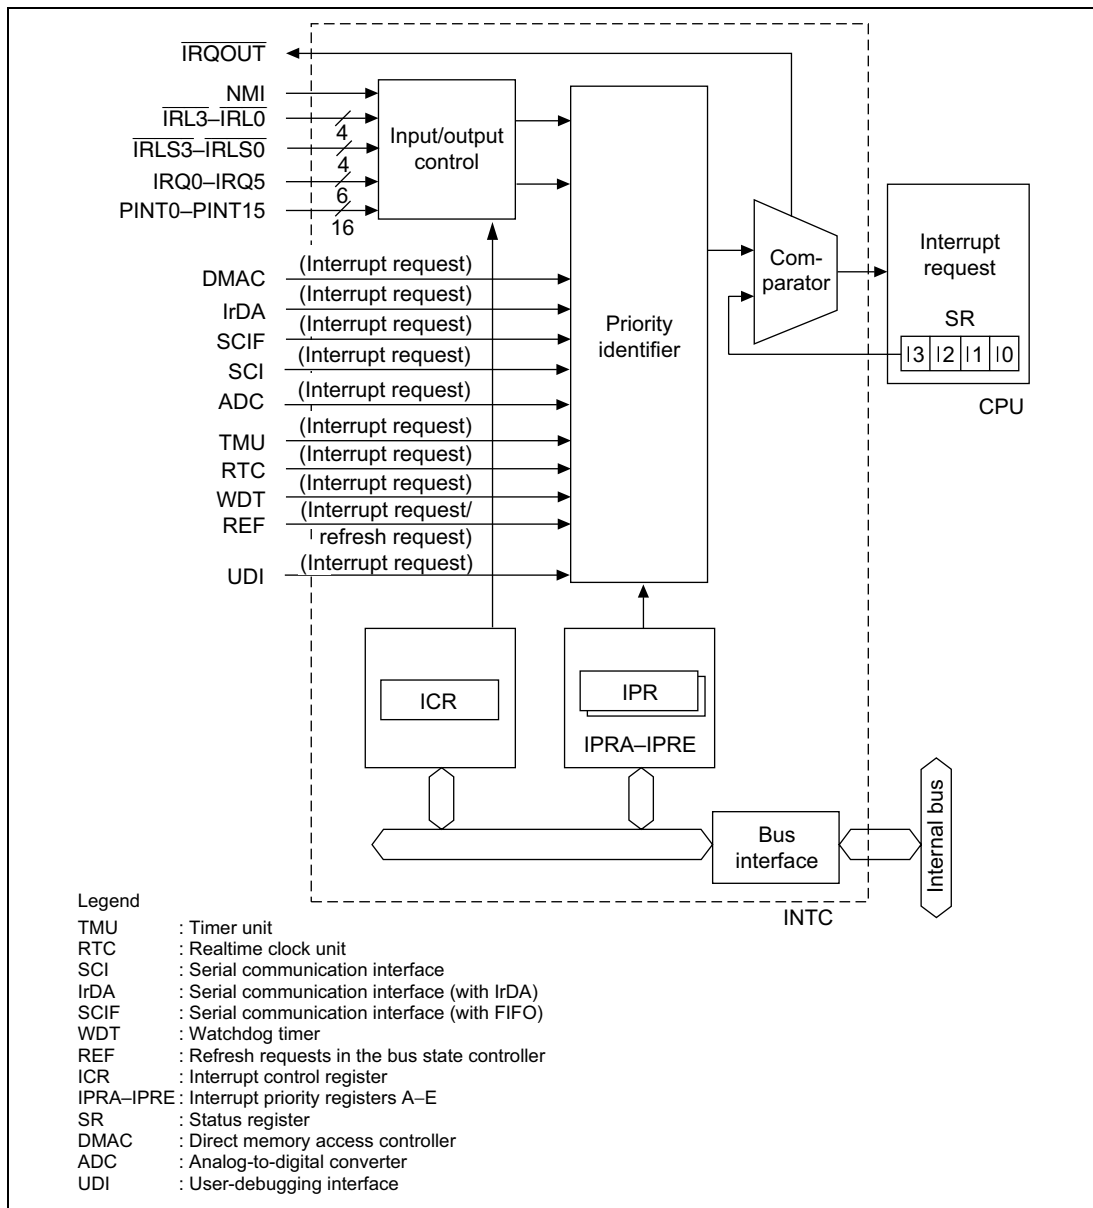 IRQOUT
NMI
IRL3–IRL0
4
IRLS3–IRLS0
4
IRQ0–IRQ5
6
PINT0–PINT15
16
Input/output
control
DMAC
(Interrupt request)
IrDA
(Interrupt request)
SCIF
(Interrupt request)
SCI
(Interrupt request)
ADC
(Interrupt request)
TMU
(Interrupt request)
RTC
(Interrupt request)
WDT
(Interrupt request)
REF
(Interrupt request/
refresh request)
UDI
(Interrupt request)
Priority
identifier
Com-
parator
Interrupt
request
SR
I3 I2 I1 I0
CPU
ICR
IPR
IPRA–IPRE
Bus
interface
Internal bus
INTC
Legend
TMU : Timer unit
RTC : Realtime clock unit
SCI : Serial communication interface
IrDA : Serial communication interface (with IrDA)
SCIF : Serial communication interface (with FIFO)
WDT : Watchdog timer
REF : Refresh requests in the bus state controller
ICR : Interrupt control register
IPRA–IPRE : Interrupt priority registers A–E
SR : Status register
DMAC : Direct memory access controller
ADC : Analog-to-digital converter
UDI : User-debugging interface